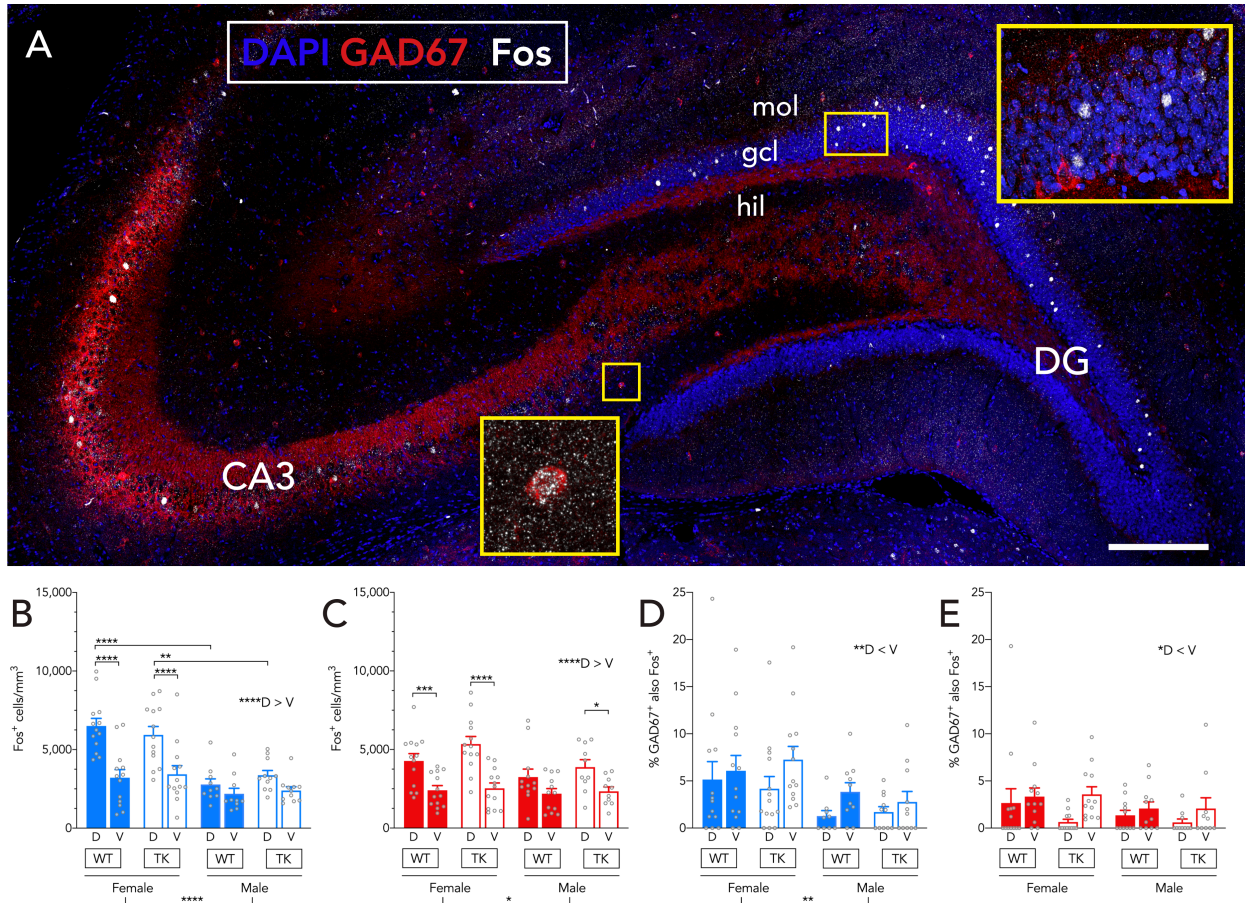 A
DAPI GAD67 Fos
mol
gcl
hil
DG
CA3
B
Fos⁺ cells/mm³
15,000
10,000
5,000
0
****
****
**
****
****D > V
D V D V D V D V
WT TK WT TK
Female Male
****
C
Fos⁺ cells/mm³
15,000
10,000
5,000
0
***
****
*
****D > V
D V D V D V D V
WT TK WT TK
Female Male
*
D
% GAD67⁺ also Fos⁺
25
20
15
10
5
0
**D < V
D V D V D V D V
WT TK WT TK
Female Male
**
E
% GAD67⁺ also Fos⁺
25
20
15
10
5
0
*D < V
D V D V D V D V
WT TK WT TK
Female Male